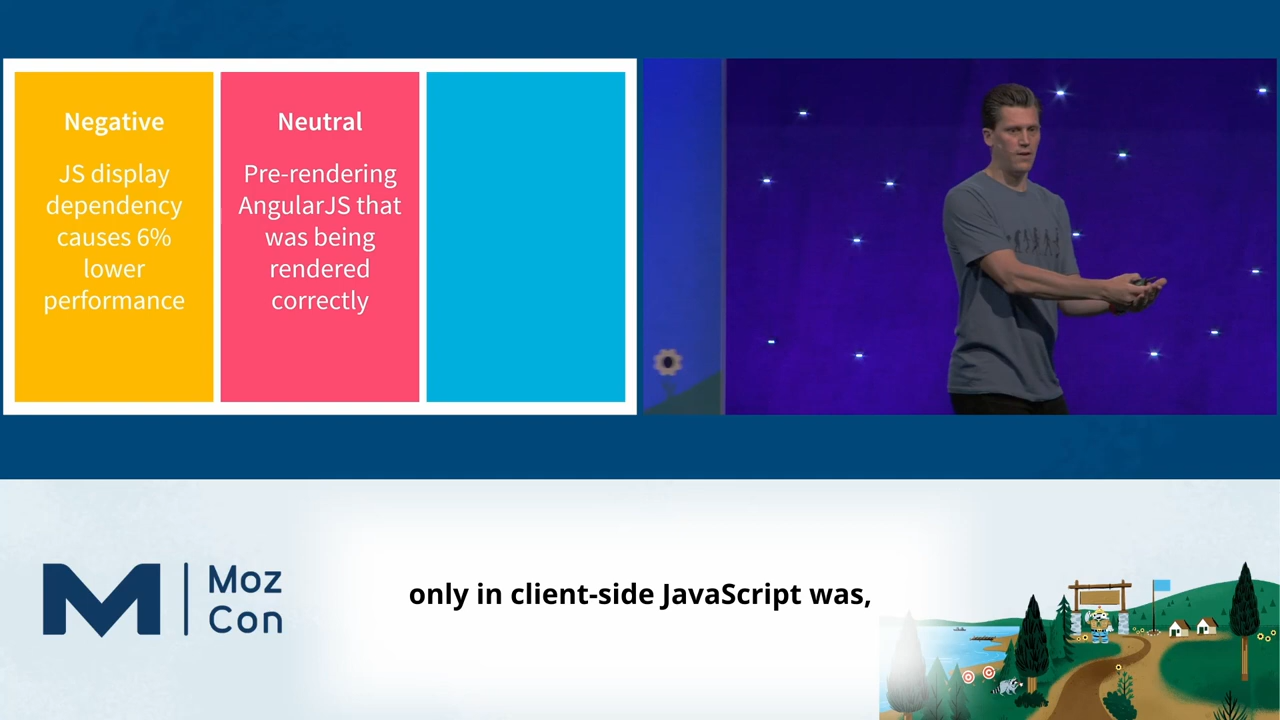 Negative
JS display
dependency
causes 6%
lower
performance
Neutral
Pre-rendering
AngularJS that
was being
rendered
correctly
only in client-side JavaScript was,
Moz
Con